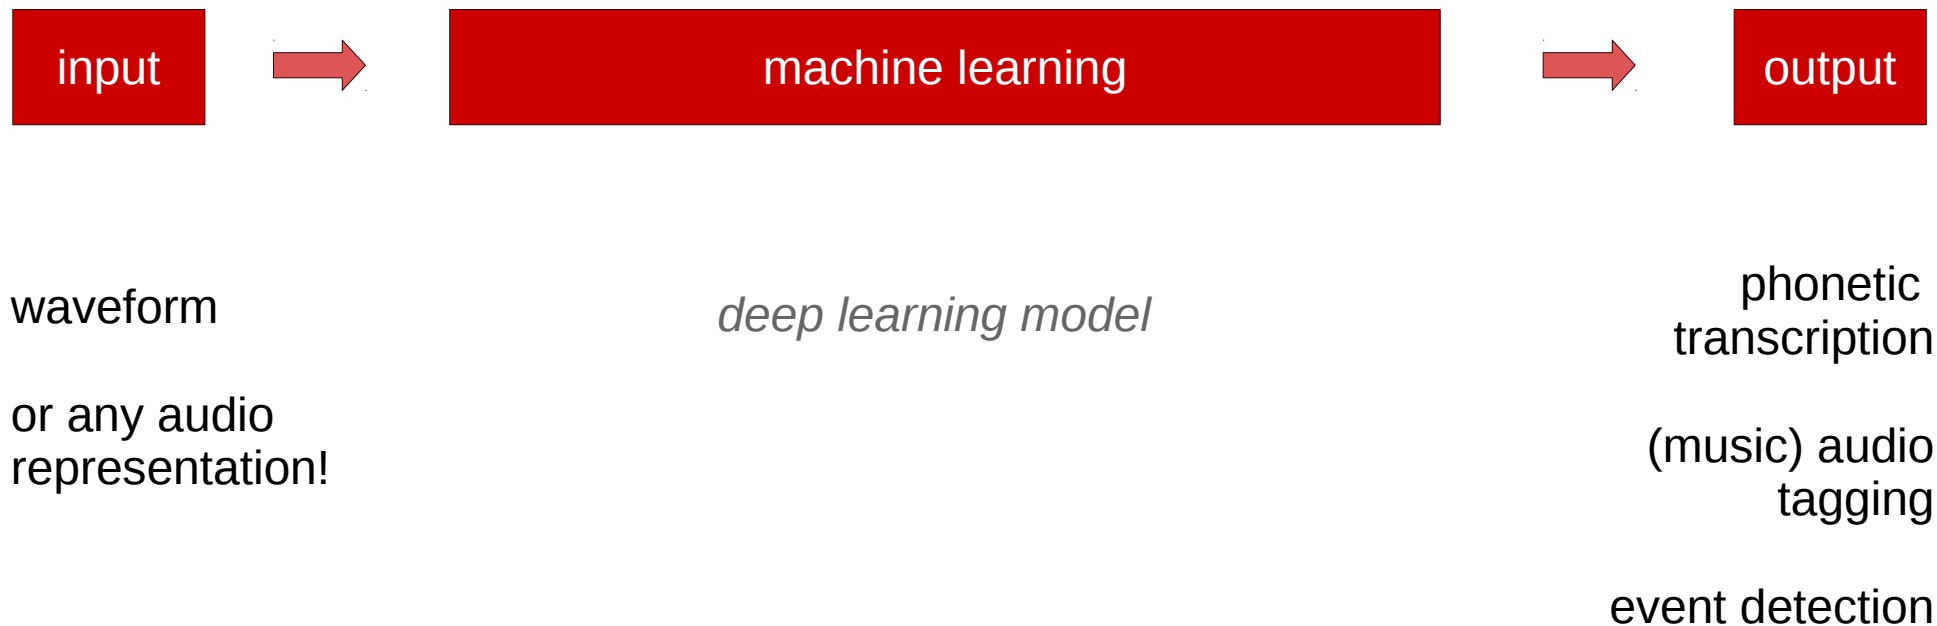 input
machine learning
output
waveform
or any audio
representation!
deep learning model
phonetic
transcription
(music) audio
tagging
event detection